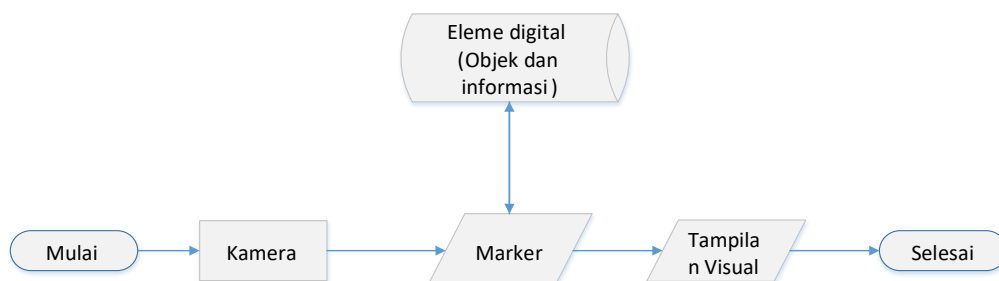 Eleme digital
(Objek dan
informasi )
Mulai
Kamera
Marker
Tampila
n Visual
Selesai